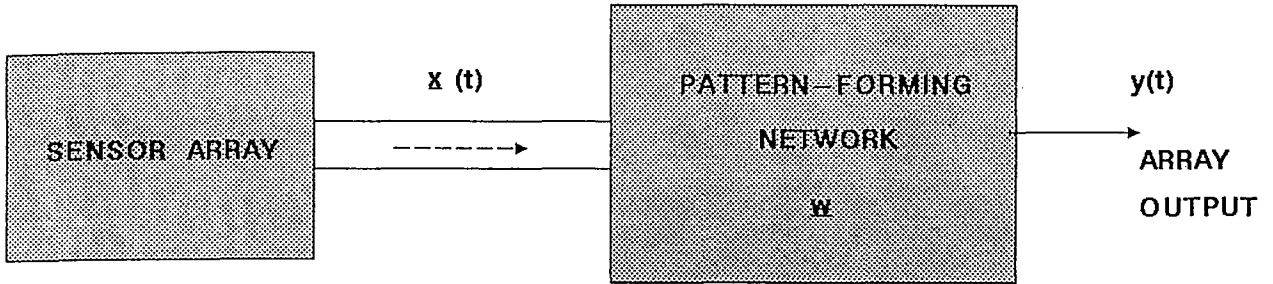 SENSOR ARRAY
x (t)
PATTERN-FORMING
NETWORK
w
y(t)
ARRAY
OUTPUT